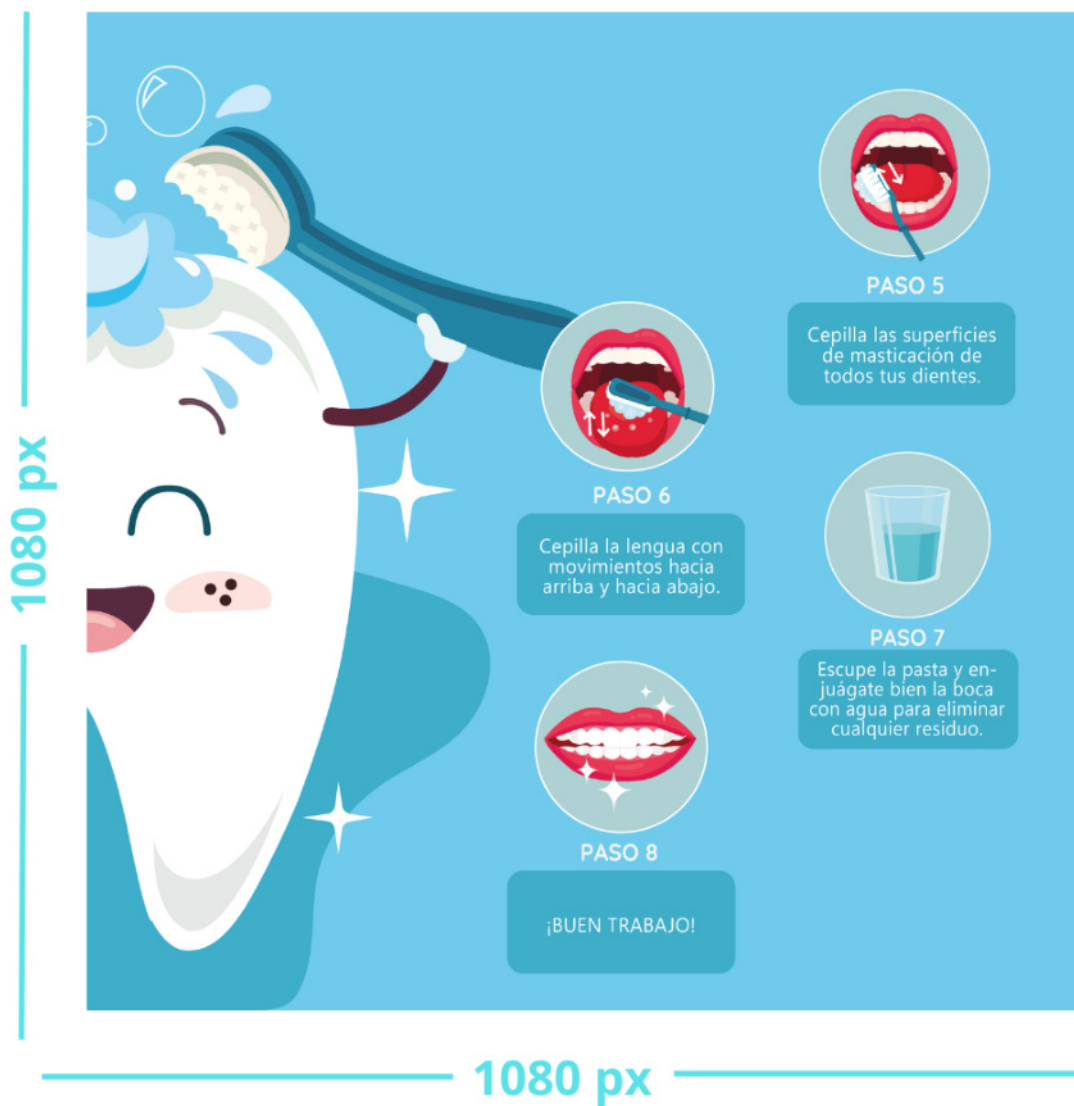 PASO 5
Cepilla las superficies
de masticación de
todos tus dientes.
PASO 6
Cepilla la lengua con
movimientos hacia
arriba y hacia abajo.
PASO 7
Escupe la pasta y en-
juágate bien la boca
con agua para eliminar
cualquier residuo.
PASO 8
¡BUEN TRABAJO!
1080 px
1080 px